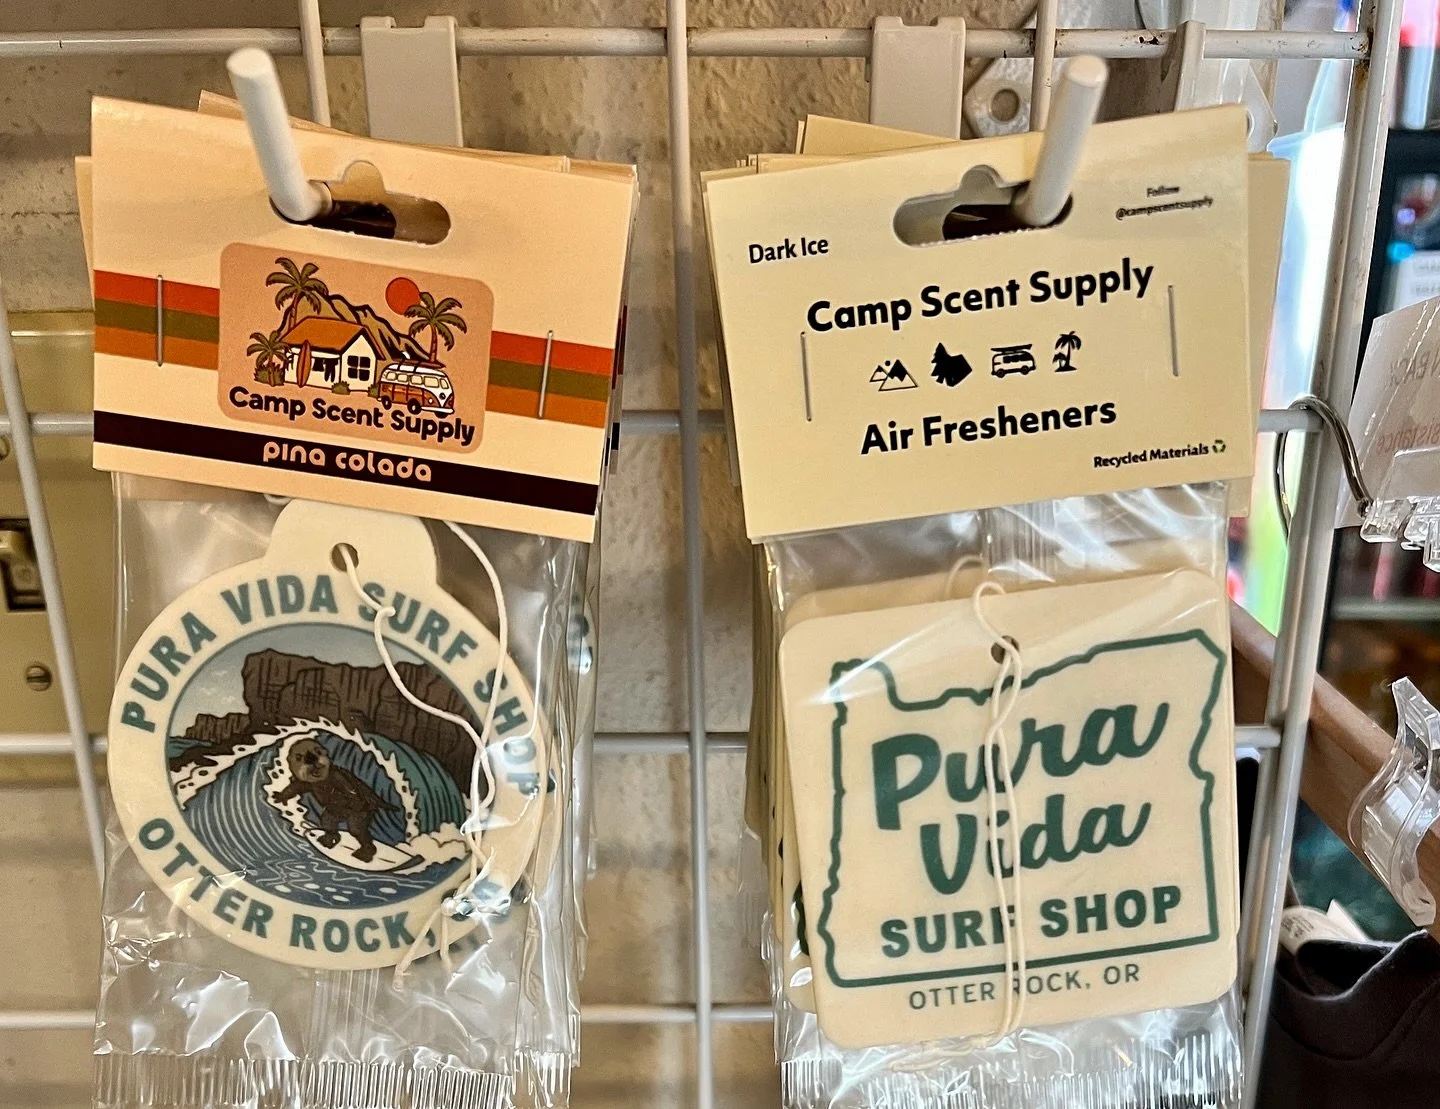 Camp Scent Supply
pina colada
PURA VIDA SURF SHOP
OTTER ROCK,
Dark Ice
Follow
@campscentsupply
Camp Scent Supply
Air Fresheners
Recycled Materials
Pura
Vida
SURF SHOP
OTTER ROCK, OR